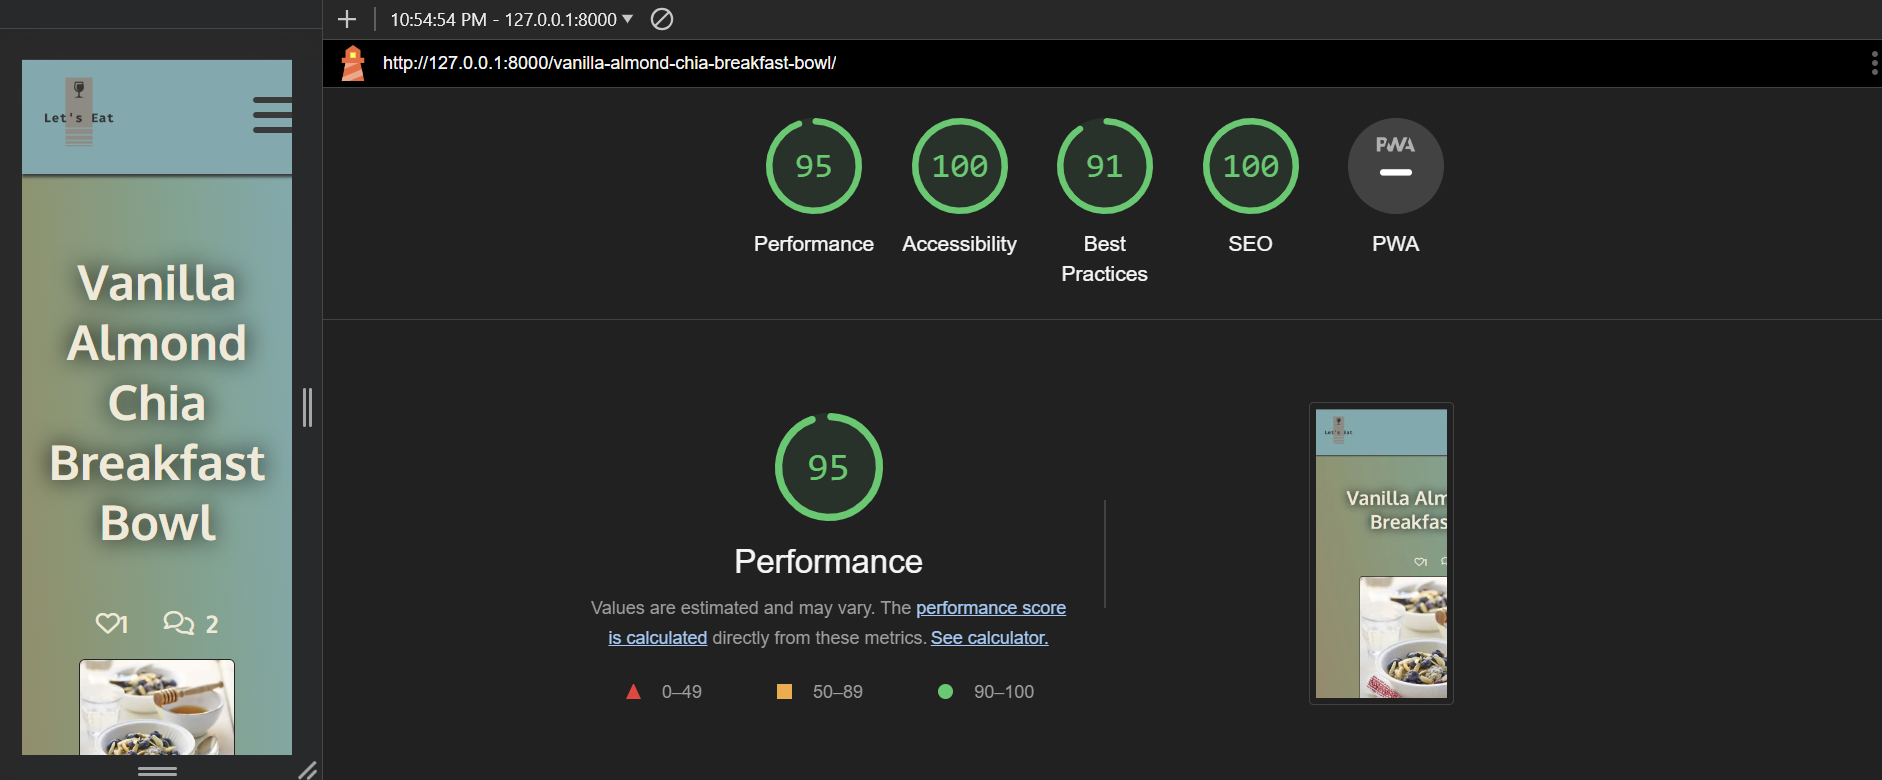 10:54:54 PM - 127.0.0.1:8000
http://127.0.0.1:8000/vanilla-almond-chia-breakfast-bowl/
Let's Eat
Vanilla
Almond
Chia
Breakfast
Bowl
1 2
95 100 91 100 PWA
Performance Accessibility Best Practices SEO PWA
95
Performance
Values are estimated and may vary. The performance score
is calculated directly from these metrics. See calculator.
0–49 50–89 90–100
Let's Eat
Vanilla Alm
Breakfas
1